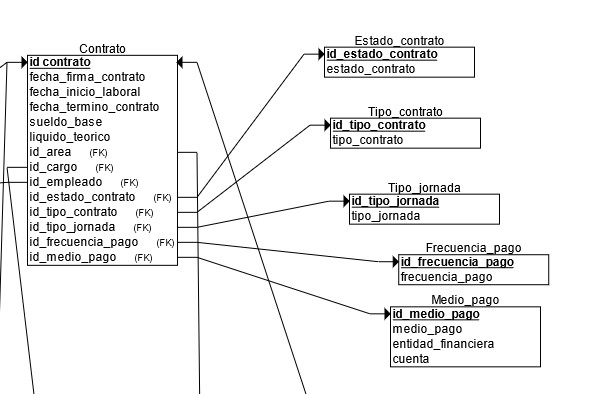 Contrato
id contrato
fecha_firma_contrato
fecha_inicio_laboral
fecha_termino_contrato
sueldo_base
liquido_teorico
id_area (FK)
id_cargo (FK)
id_empleado (FK)
id_estado_contrato (FK)
id_tipo_contrato (FK)
id_tipo_jornada (FK)
id_frecuencia_pago (FK)
id_medio_pago (FK)
Estado_contrato
id_estado_contrato
estado_contrato
Tipo_contrato
id_tipo_contrato
tipo_contrato
Tipo_jornada
id_tipo_jornada
tipo_jornada
Frecuencia_pago
id_frecuencia_pago
frecuencia_pago
Medio_pago
id_medio_pago
medio_pago
entidad_financiera
cuenta